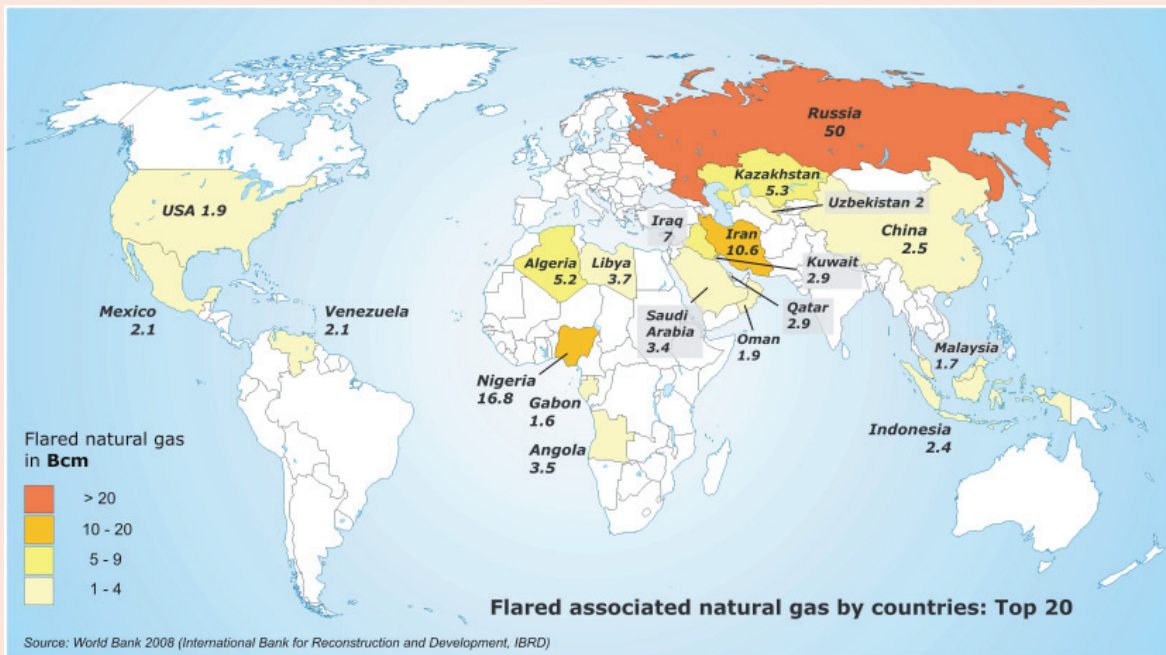 Russia
50
Kazakhstan
5.3
USA 1.9
Uzbekistan 2
Iraq
7
Iran
10.6
China
2.5
Algeria
5.2
Libya
3.7
Kuwait
2.9
Mexico
2.1
Venezuela
2.1
Saudi
Arabia
3.4
Qatar
2.9
Oman
1.9
Malaysia
1.7
Nigeria
16.8
Gabon
1.6
Angola
3.5
Indonesia
2.4
Flared natural gas
in Bcm
> 20
10 - 20
5 - 9
1 - 4
Flared associated natural gas by countries: Top 20
Source: World Bank 2008 (International Bank for Reconstruction and Development, IBRD)